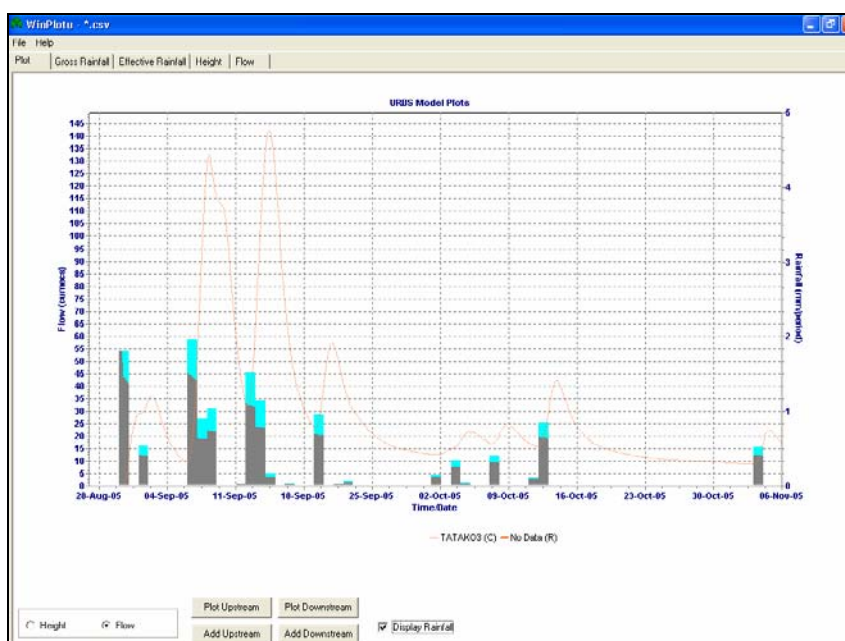 WinPlotu - *.csv
File Help
Plot Gross Rainfall Effective Rainfall Height Flow
URBS Model Plots
145
140
135
130
125
120
115
110
105
100
95
90
85
80
75
70
65
60
55
50
45
40
35
30
25
20
15
10
5
0
Flow (cumecs)
5
4
3
2
1
0
Rainfall (mm/period)
28-Aug-05 04-Sep-05 11-Sep-05 18-Sep-05 25-Sep-05 02-Oct-05 09-Oct-05 16-Oct-05 23-Oct-05 30-Oct-05 06-Nov-05
Time/Date
TATAKO3 (C) No Data (R)
Height Flow
Plot Upstream Plot Downstream
Add Upstream Add Downstream
Display Rainfall